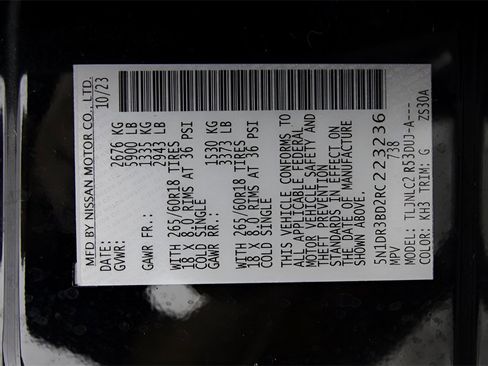 MFD BY NISSAN MOTOR CO., LTD.
DATE: 10/23
GVWR: 2676 KG
5900 LB
GAWR FR.: 1335 KG
2943 LB
WITH 265/60R18 TIRES
18 X 8.0 RIMS AT 36 PSI
COLD SINGLE
GAWR RR.: 1530 KG
3373 LB
WITH 265/60R18 TIRES
18 X 8.0 RIMS AT 36 PSI
COLD SINGLE
THIS VEHICLE CONFORMS TO
ALL APPLICABLE FEDERAL
MOTOR VEHICLE SAFETY AND
THEFT PREVENTION
STANDARDS IN EFFECT ON
THE DATE OF MANUFACTURE
SHOWN ABOVE.
5N1DR3BD2RC223236
MPV 738
MODEL: TLJNLC2 R53DUJ-A---
COLOR: KH3 TRIM: G ZS30A